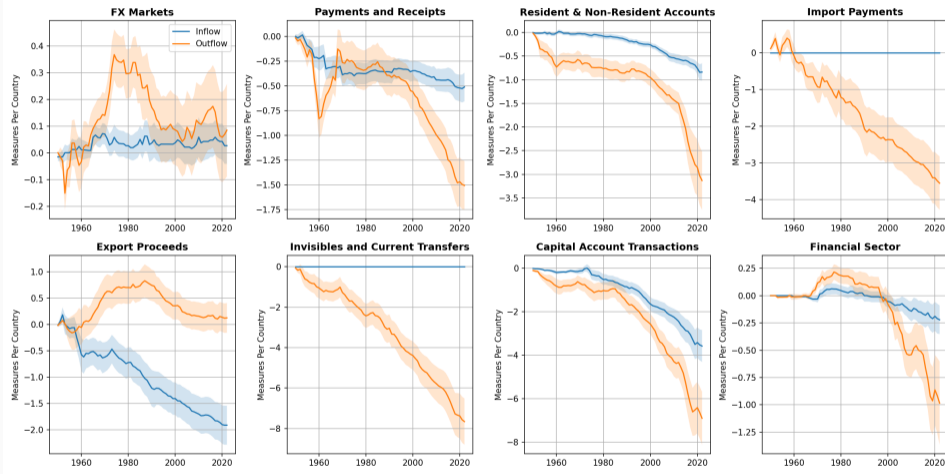 FX Markets
Payments and Receipts
Resident & Non-Resident Accounts
Import Payments
Inflow
Outflow
Measures Per Country
0.4
0.3
0.2
0.1
0.0
−0.1
−0.2
1960 1980 2000 2020
Measures Per Country
0.00
−0.25
−0.50
−0.75
−1.00
−1.25
−1.50
−1.75
1960 1980 2000 2020
Measures Per Country
0.0
−0.5
−1.0
−1.5
−2.0
−2.5
−3.0
−3.5
1960 1980 2000 2020
Measures Per Country
0
−1
−2
−3
−4
1960 1980 2000 2020
Export Proceeds
Invisibles and Current Transfers
Capital Account Transactions
Financial Sector
Measures Per Country
1.0
0.5
0.0
−0.5
−1.0
−1.5
−2.0
1960 1980 2000 2020
Measures Per Country
0
−2
−4
−6
−8
1960 1980 2000 2020
Measures Per Country
0
−2
−4
−6
−8
1960 1980 2000 2020
Measures Per Country
0.25
0.00
−0.25
−0.50
−0.75
−1.00
−1.25
1960 1980 2000 2020